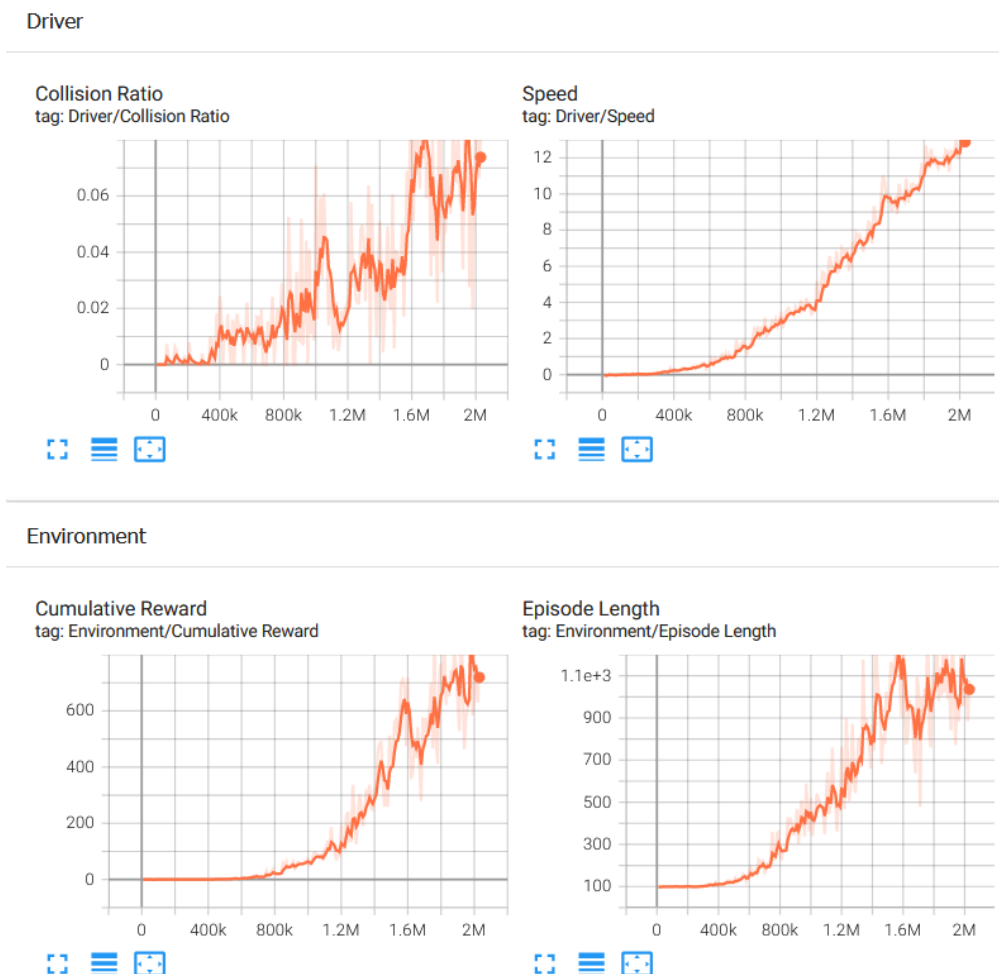 Driver
Collision Ratio
tag: Driver/Collision Ratio
0.06
0.04
0.02
0
0 400k 800k 1.2M 1.6M 2M
Speed
tag: Driver/Speed
12
10
8
6
4
2
0
0 400k 800k 1.2M 1.6M 2M
Environment
Cumulative Reward
tag: Environment/Cumulative Reward
600
400
200
0
0 400k 800k 1.2M 1.6M 2M
Episode Length
tag: Environment/Episode Length
1.1e+3
900
700
500
300
100
0 400k 800k 1.2M 1.6M 2M